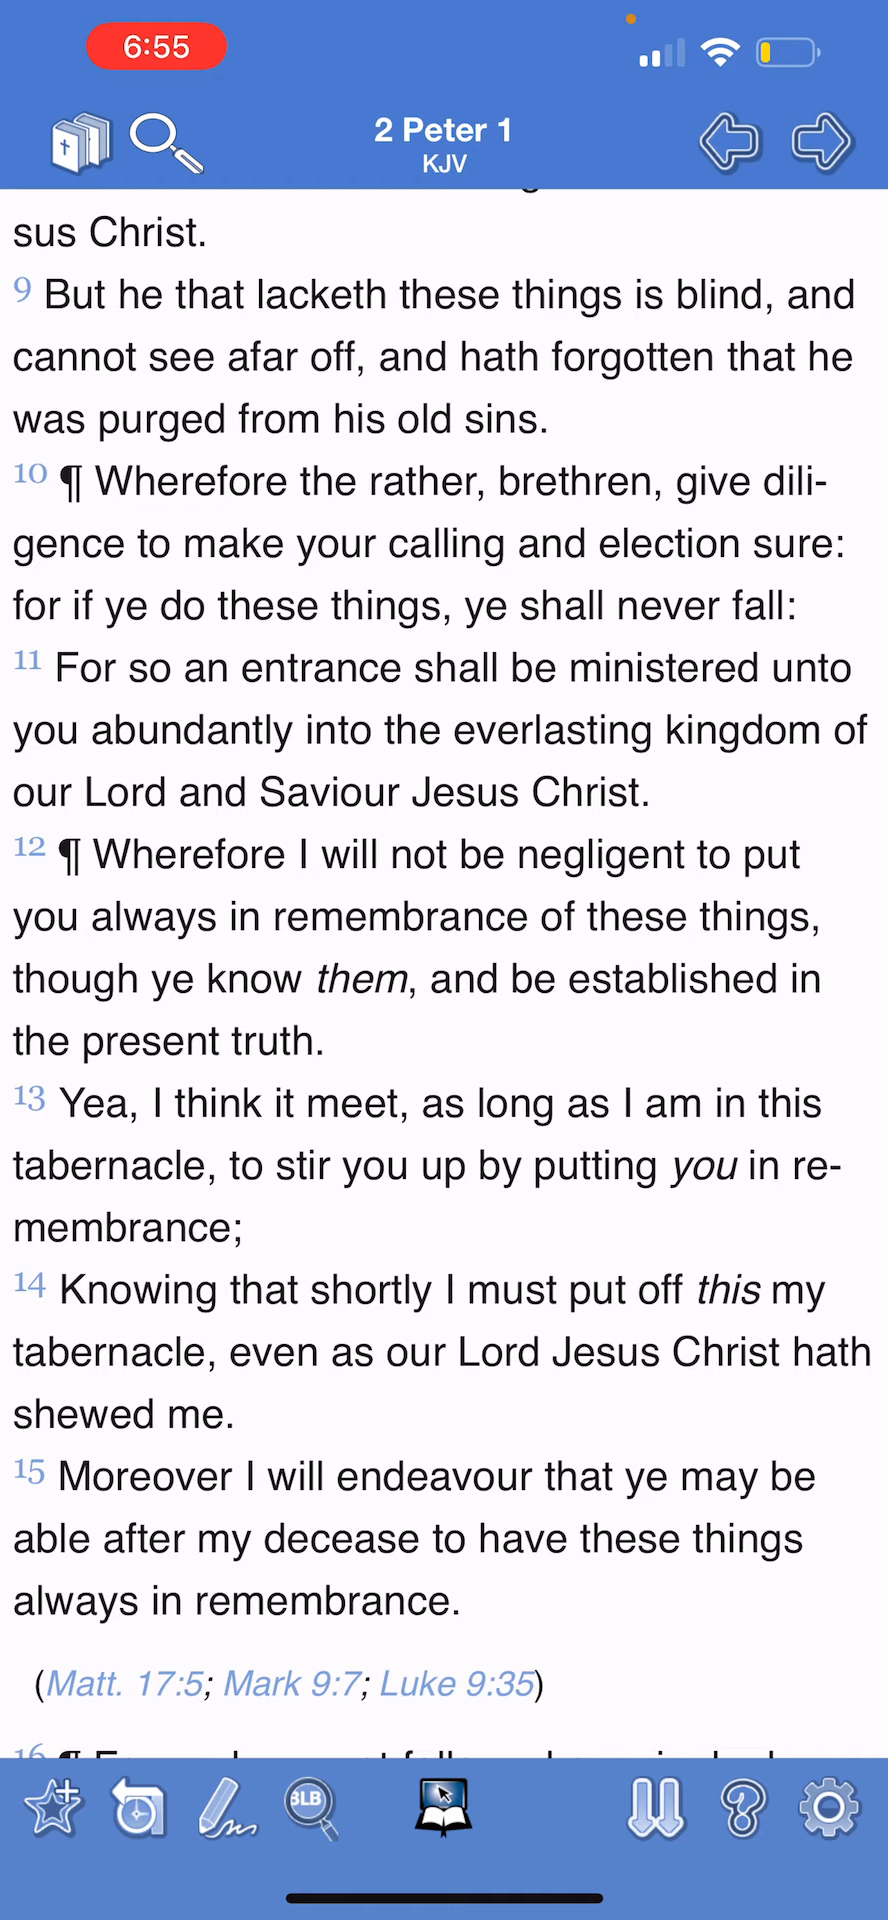 6:55
2 Peter 1
KJV
sus Christ.
9 But he that lacketh these things is blind, and
cannot see afar off, and hath forgotten that he
was purged from his old sins.
10 ¶ Wherefore the rather, brethren, give dili-
gence to make your calling and election sure:
for if ye do these things, ye shall never fall:
11 For so an entrance shall be ministered unto
you abundantly into the everlasting kingdom of
our Lord and Saviour Jesus Christ.
12 ¶ Wherefore I will not be negligent to put
you always in remembrance of these things,
though ye know them, and be established in
the present truth.
13 Yea, I think it meet, as long as I am in this
tabernacle, to stir you up by putting you in re-
membrance;
14 Knowing that shortly I must put off this my
tabernacle, even as our Lord Jesus Christ hath
shewed me.
15 Moreover I will endeavour that ye may be
able after my decease to have these things
always in remembrance.
(Matt. 17:5; Mark 9:7; Luke 9:35)
16 ¶
BLB